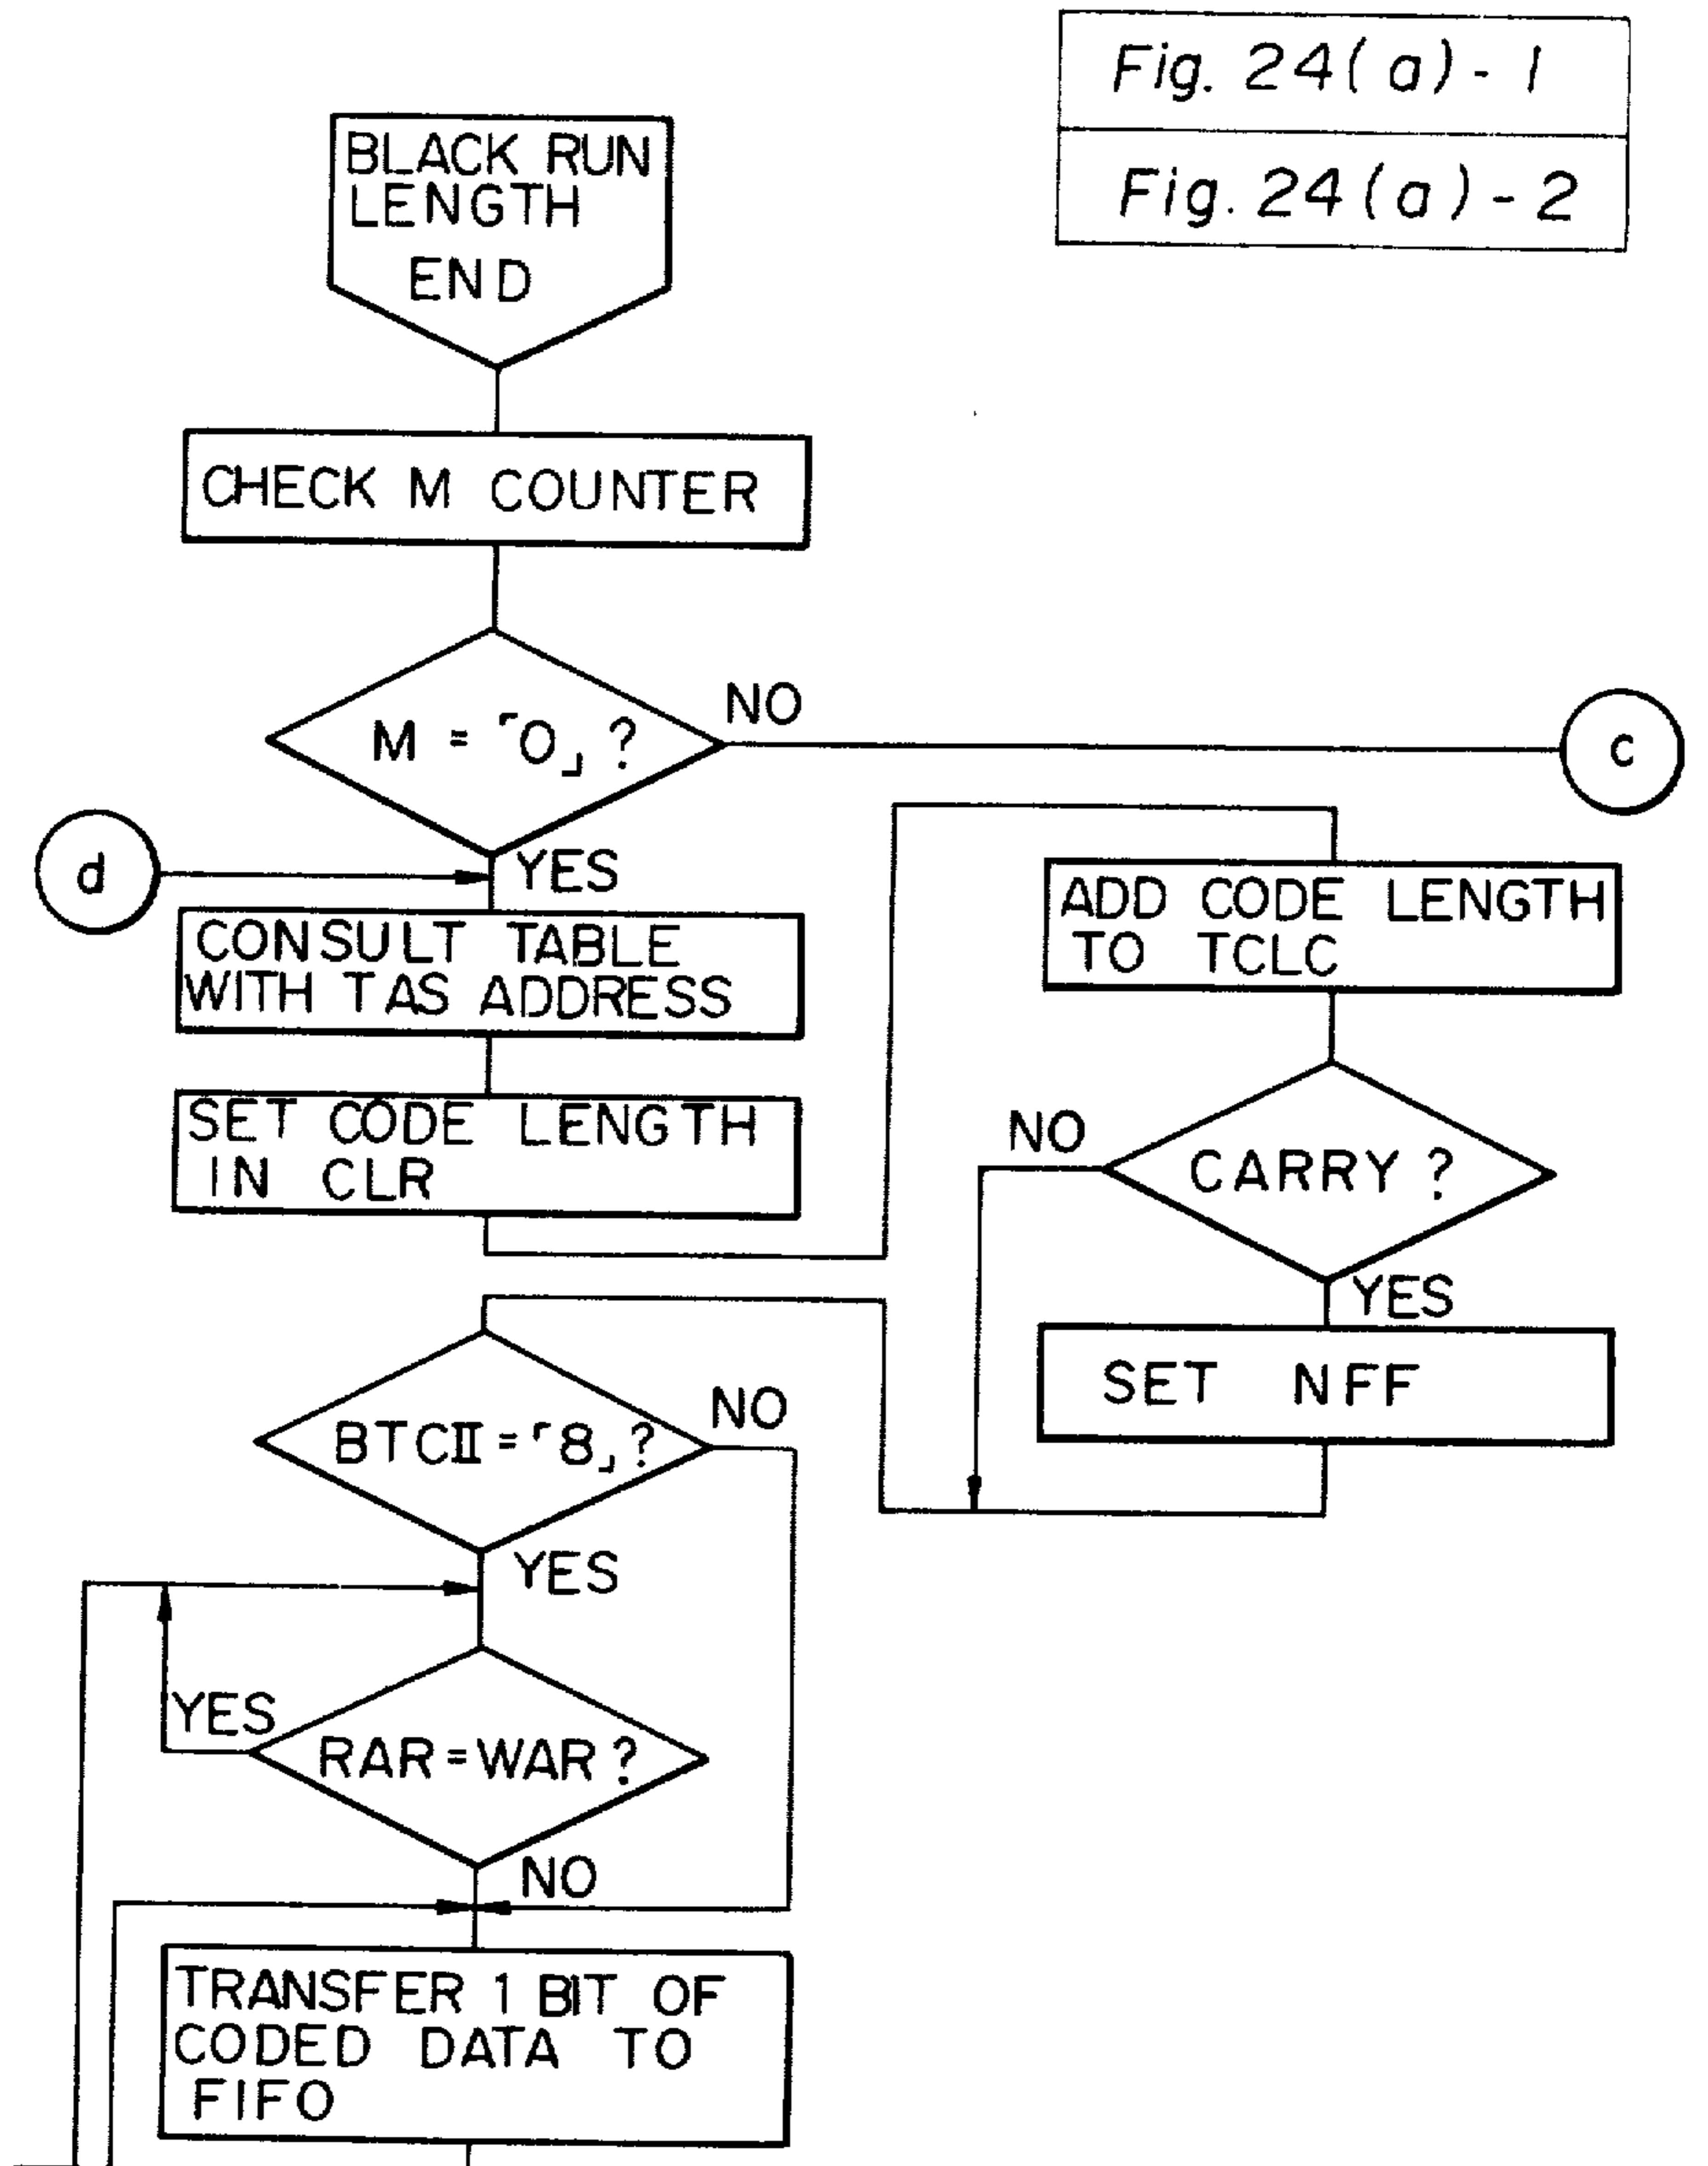 Fig. 24(a)-1
Fig. 24(a)-2
BLACK RUN
LENGTH
END
CHECK M COUNTER
M = 「0」 ?
NO
c
d
YES
CONSULT TABLE
WITH TAS ADDRESS
SET CODE LENGTH
IN CLR
ADD CODE LENGTH
TO TCLC
CARRY ?
NO
YES
SET NFF
BTCII = 「8」 ?
NO
YES
RAR = WAR ?
YES
NO
TRANSFER 1 BIT OF
CODED DATA TO
FIFO